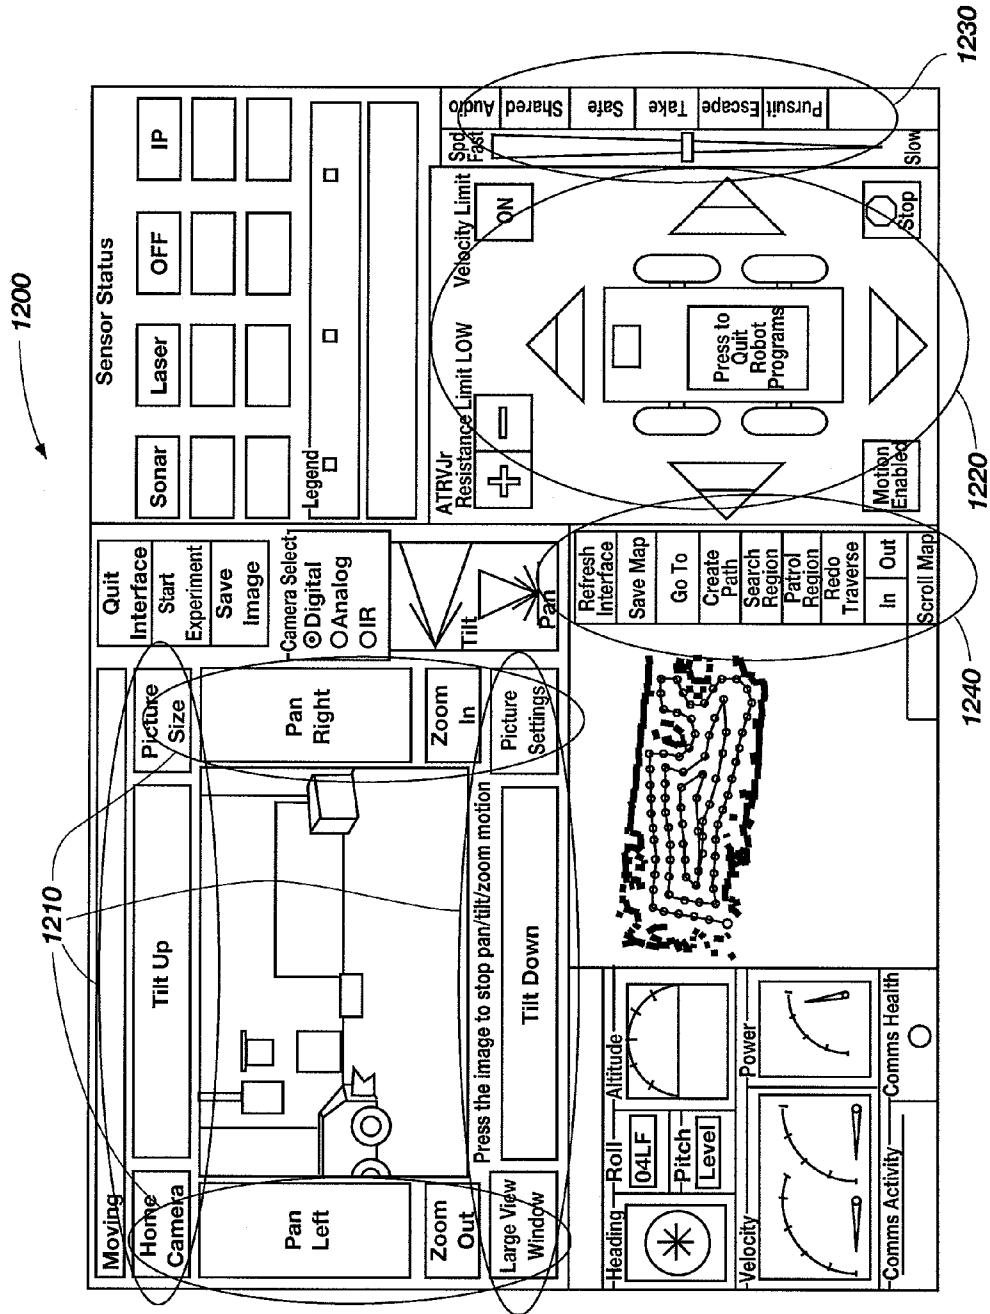 1200
1210
Moving
Home
Camera
Tilt Up
Picture
Size
Pan
Left
Pan
Right
Zoom
Out
Zoom
In
Press the image to stop pan/tilt/zoom motion
Large View
Window
Tilt Down
Picture
Settings
Quit
Interface
Start
Experiment
Save
Image
Camera Select
Digital
Analog
IR
Tilt
Pan
Sensor Status
Sonar
Laser
OFF
IP
Legend
Heading
Roll
04LF
Pitch
Level
Altitude
Velocity
Power
Comms Activity
Comms Health
Refresh
Interface
Save Map
Go To
Create
Path
Search
Region
Patrol
Region
Redo
Traverse
In
Out
Scroll Map
1240
ATRVJr
Resistance Limit LOW
Velocity Limit
ON
Press to
Quit
Robot
Programs
Motion
Enabled
Stop
1220
Spd
Fast
Slow
Audio
Shared
Safe
Take
Escape
Pursuit
1230